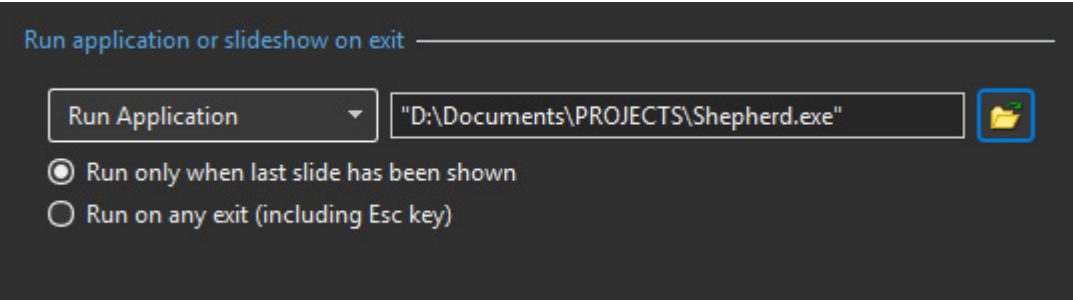 Run application or slideshow on exit
Run Application
"D:\Documents\PROJECTS\Shepherd.exe"
Run only when last slide has been shown
Run on any exit (including Esc key)